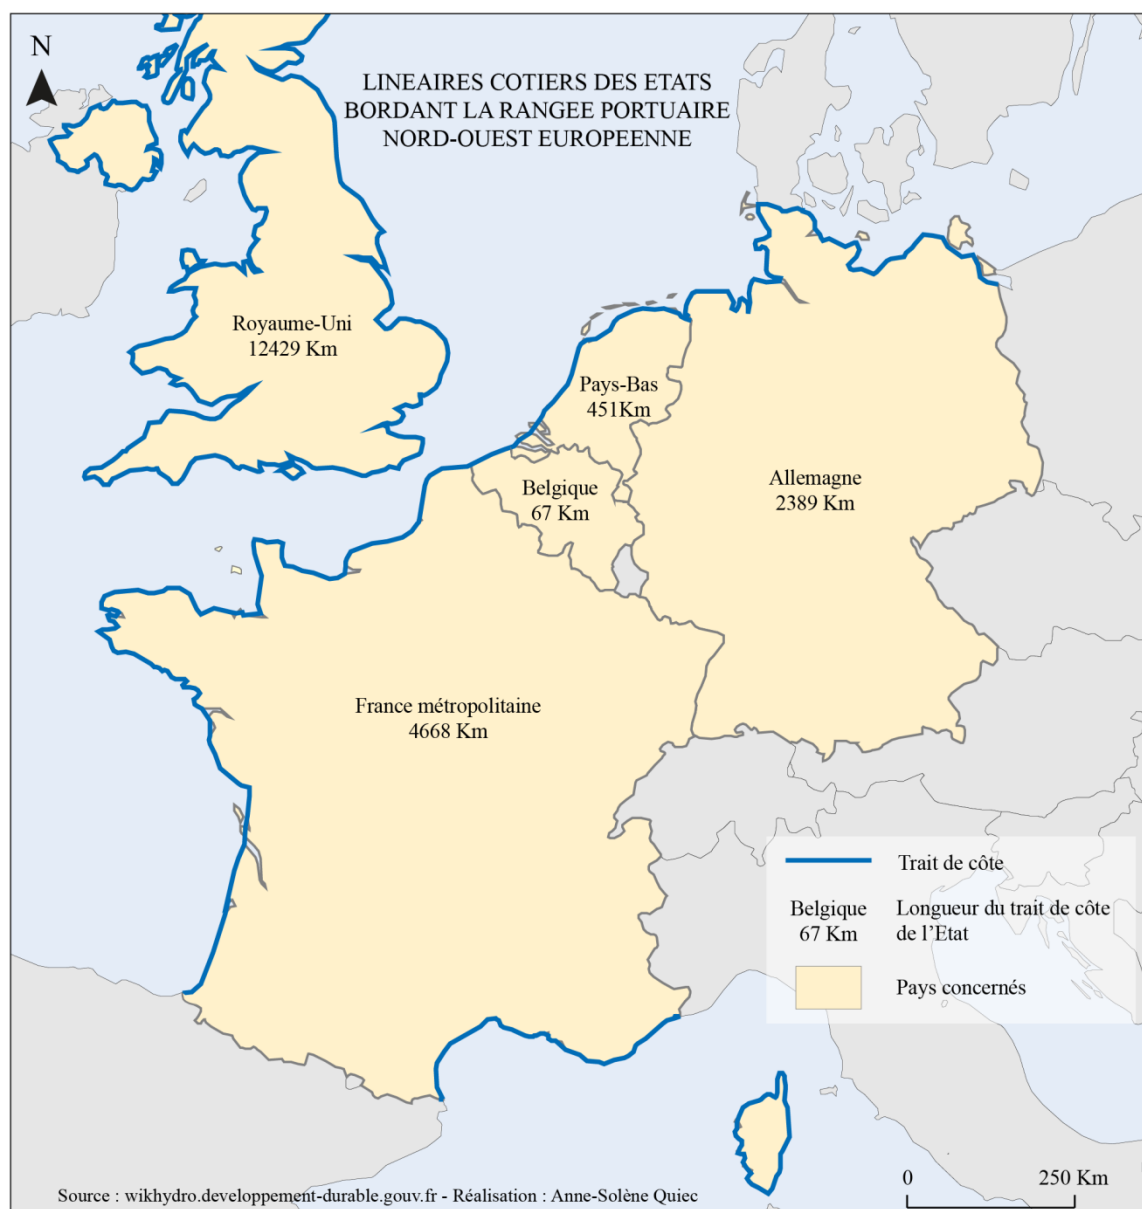 N
LINEAIRES COTIERS DES ETATS
BORDANT LA RANGEE PORTUAIRE
NORD-OUEST EUROPEENNE
Royaume-Uni
12429 Km
Pays-Bas
451Km
Belgique
67 Km
Allemagne
2389 Km
France métropolitaine
4668 Km
Trait de côte
Belgique
67 Km
Longueur du trait de côte
de l’Etat
Pays concernés
Source : wikhydro.developpement-durable.gouv.fr - Réalisation : Anne-Solène Quiec
0
250 Km